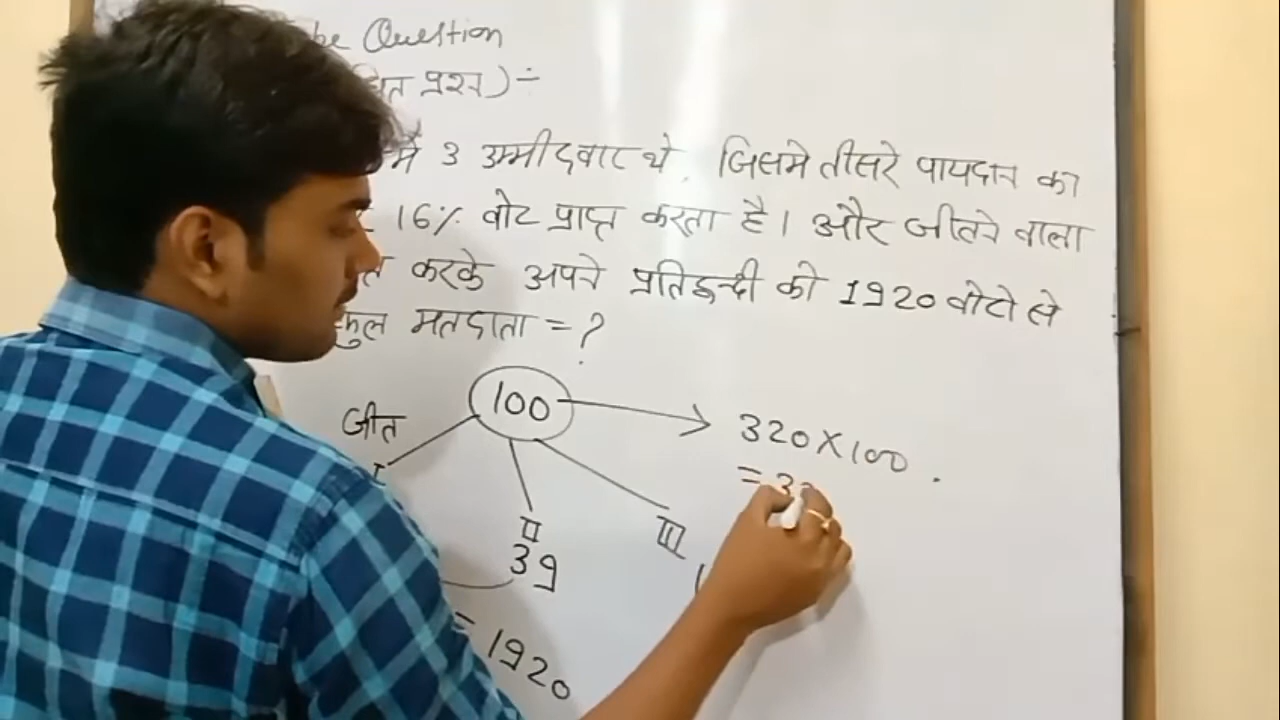 Question
प्रश्न) ÷
मे 3 उम्मीदवार थे. जिसमे तीसरे पायदान का
16% वोट प्राप्त करता है। और जीतने वाला
करके अपने प्रतिद्वन्दी को 1920 वोटो से
कुल मतदाता = ?
100
320×100
जीत
= 3
I
II
III
39
= 1920